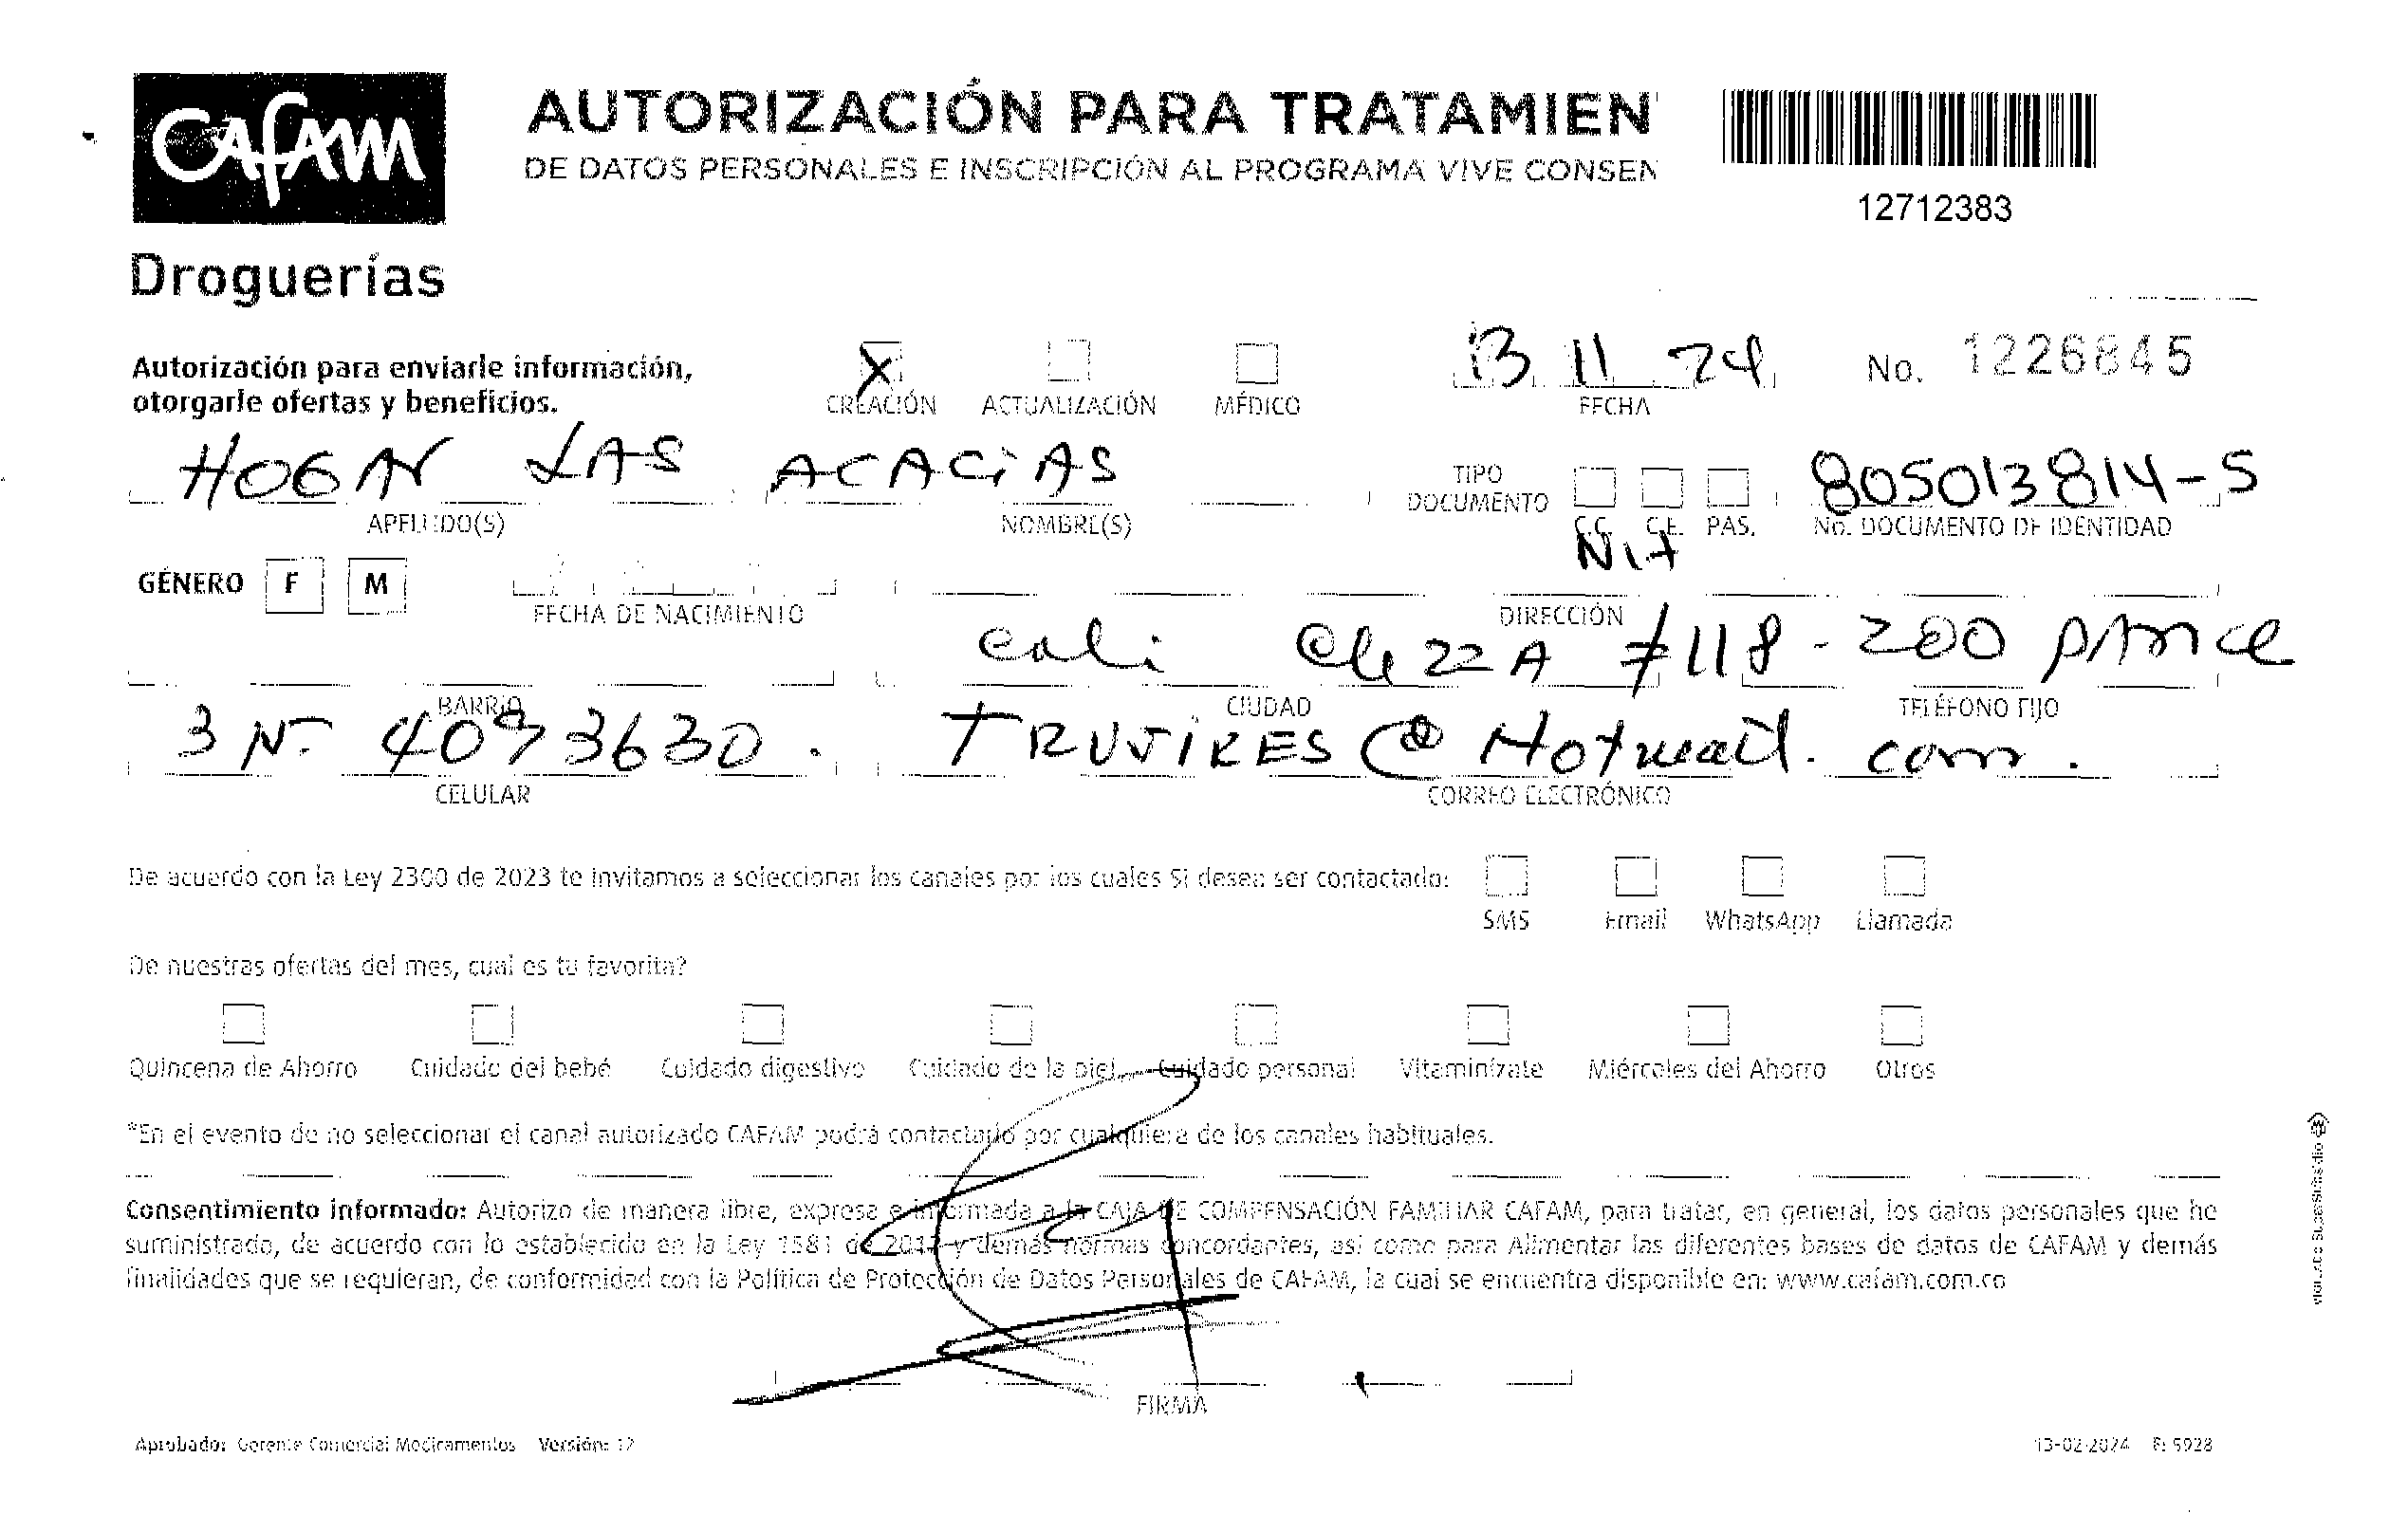 CAFAM
Droguerías
AUTORIZACIÓN PARA TRATAMIEN
DE DATOS PERSONALES E INSCRIPCIÓN AL PROGRAMA VIVE CONSEN
12712383
Autorización para enviarle información,
otorgarle ofertas y beneficios.
X
CREACIÓN ACTUALIZACIÓN MÉDICO
13 11 24
FECHA
No. 1226845
HOGAR LAS ACACiAS
APELLIDO(S) NOMBRE(S)
TIPO
DOCUMENTO
C.C. C.E. PAS.
Nit
805013814-5
No. DOCUMENTO DE IDENTIDAD
GÉNERO F M
FECHA DE NACIMIENTO DIRECCIÓN
cali Cll 22 A #118-200 pAnce
BARRIO CIUDAD TELÉFONO FIJO
4093630. TRUJiRES@Hotmail.com.
CELULAR CORREO ELECTRÓNICO
De acuerdo con la Ley 2300 de 2023 te invitamos a seleccionar los canales por los cuales SI deseas ser contactado:
SMS Email WhatsApp Llamada
De nuestras ofertas del mes, cual es tu favorita?
Quincena de Ahorro Cuidado del bebé Cuidado digestivo Cuidado de la piel Cuidado personal Vitamínizate Miércoles del Ahorro Otros
*En el evento de no seleccionar el canal autorizado CAFAM podrá contactarlo por cualquiera de los canales habituales.
Consentimiento informado: Autorizo de manera libre, expresa e informada a la CAJA DE COMPENSACIÓN FAMILIAR CAFAM, para tratar, en general, los datos personales que he
suministrado, de acuerdo con lo establecido en la Ley 1581 de 2012 y demás normas concordantes, así como para Alimentar las diferentes bases de datos de CAFAM y demás
finalidades que se requieran, de conformidad con la Política de Protección de Datos Personales de CAFAM, la cual se encuentra disponible en: www.cafam.com.co
FIRMA
Aprobado: Gerente Comercial Medicamentos Versión: 12
13-02-2024 F: 5928
VIGILADO SuperSubsidio